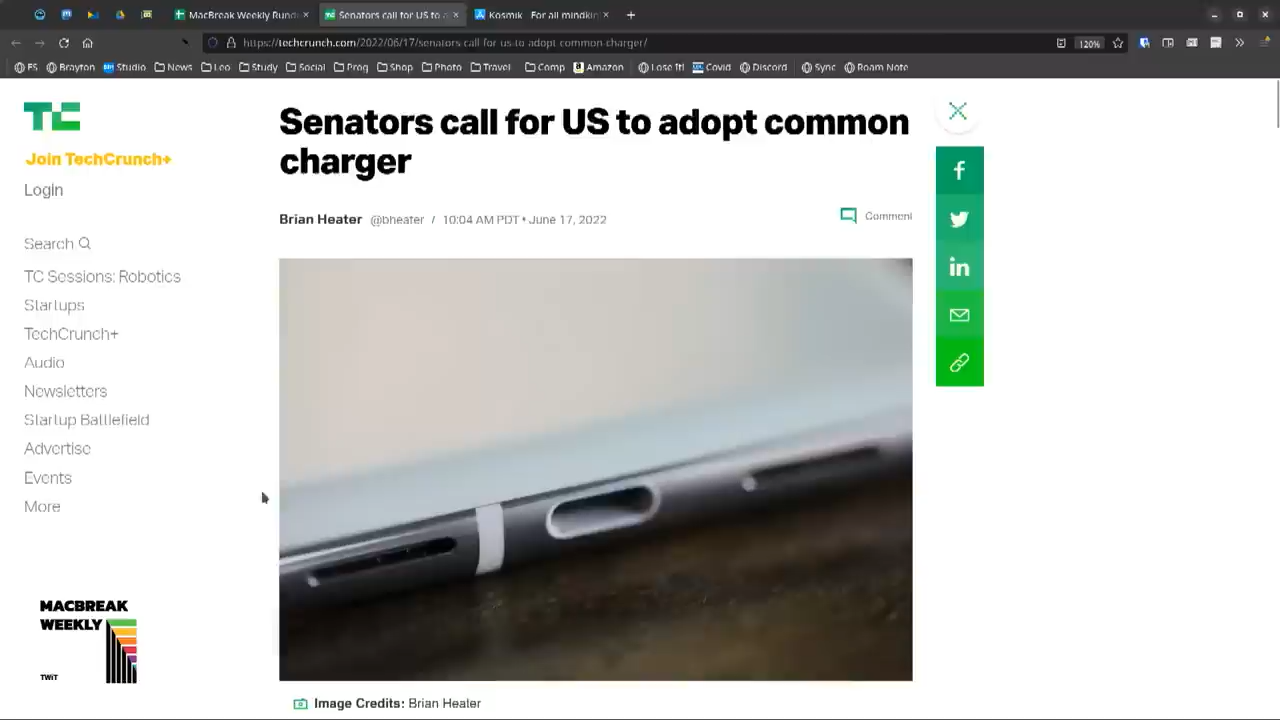 MacBreak Weekly Rund
Senators call for US to a
Kosmik - For all mindkin
https://techcrunch.com/2022/06/17/senators-call-for-us-to-adopt-common-charger/
120%
FS
Brayton
Studio
News
Leo
Study
Social
Prog
Shop
Photo
Travel
Comp
Amazon
Lose It!
Covid
Discord
Sync
Roam Note
TC
Join TechCrunch+
Login
Search
TC Sessions: Robotics
Startups
TechCrunch+
Audio
Newsletters
Startup Battlefield
Advertise
Events
More
MACBREAK
WEEKLY
TWiT
Senators call for US to adopt common
charger
Brian Heater @bheater / 10:04 AM PDT • June 17, 2022
Comment
Image Credits: Brian Heater